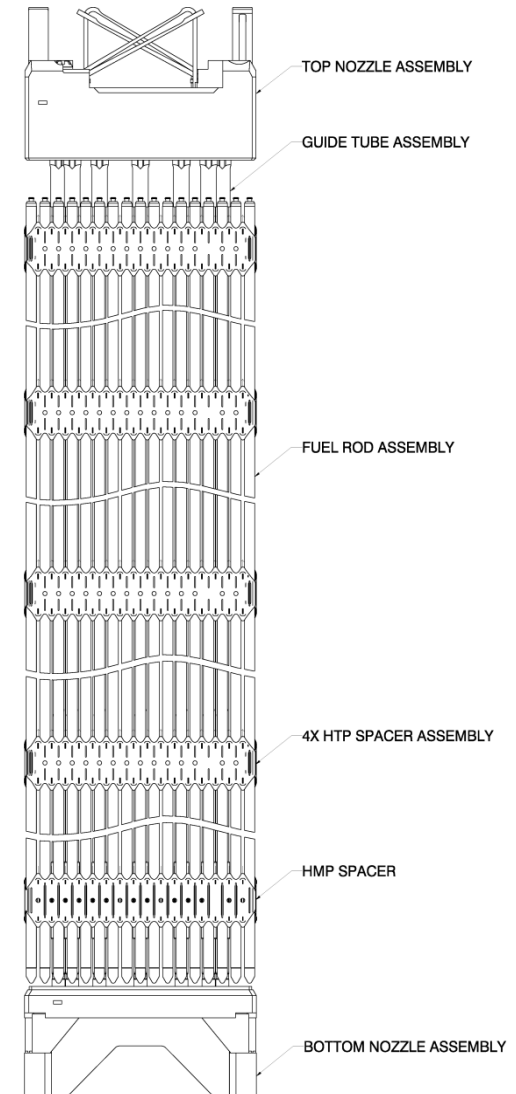 TOP NOZZLE ASSEMBLY
GUIDE TUBE ASSEMBLY
FUEL ROD ASSEMBLY
4X HTP SPACER ASSEMBLY
HMP SPACER
BOTTOM NOZZLE ASSEMBLY